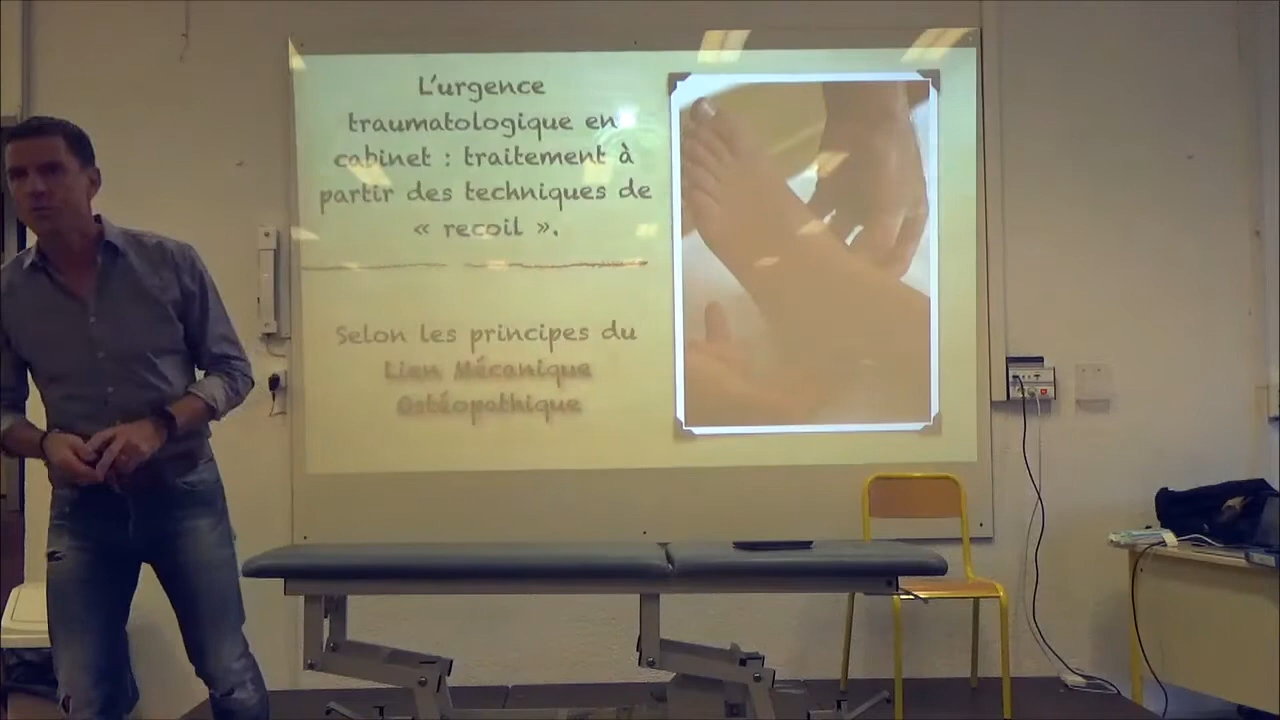 L'urgence
traumatologique en
cabinet : traitement à
partir des techniques de
« recoil ».
Selon les principes du
Lien Mécanique
Ostéopathique